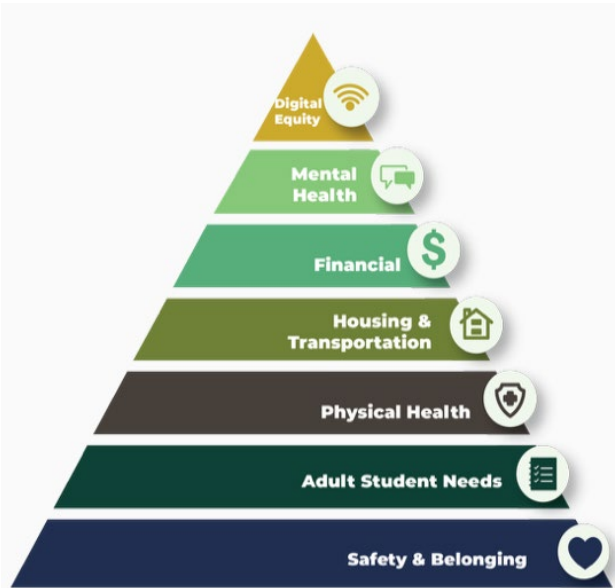 Digital
Equity
Mental
Health
Financial
$
Housing &
Transportation
Physical Health
Adult Student Needs
Safety & Belonging